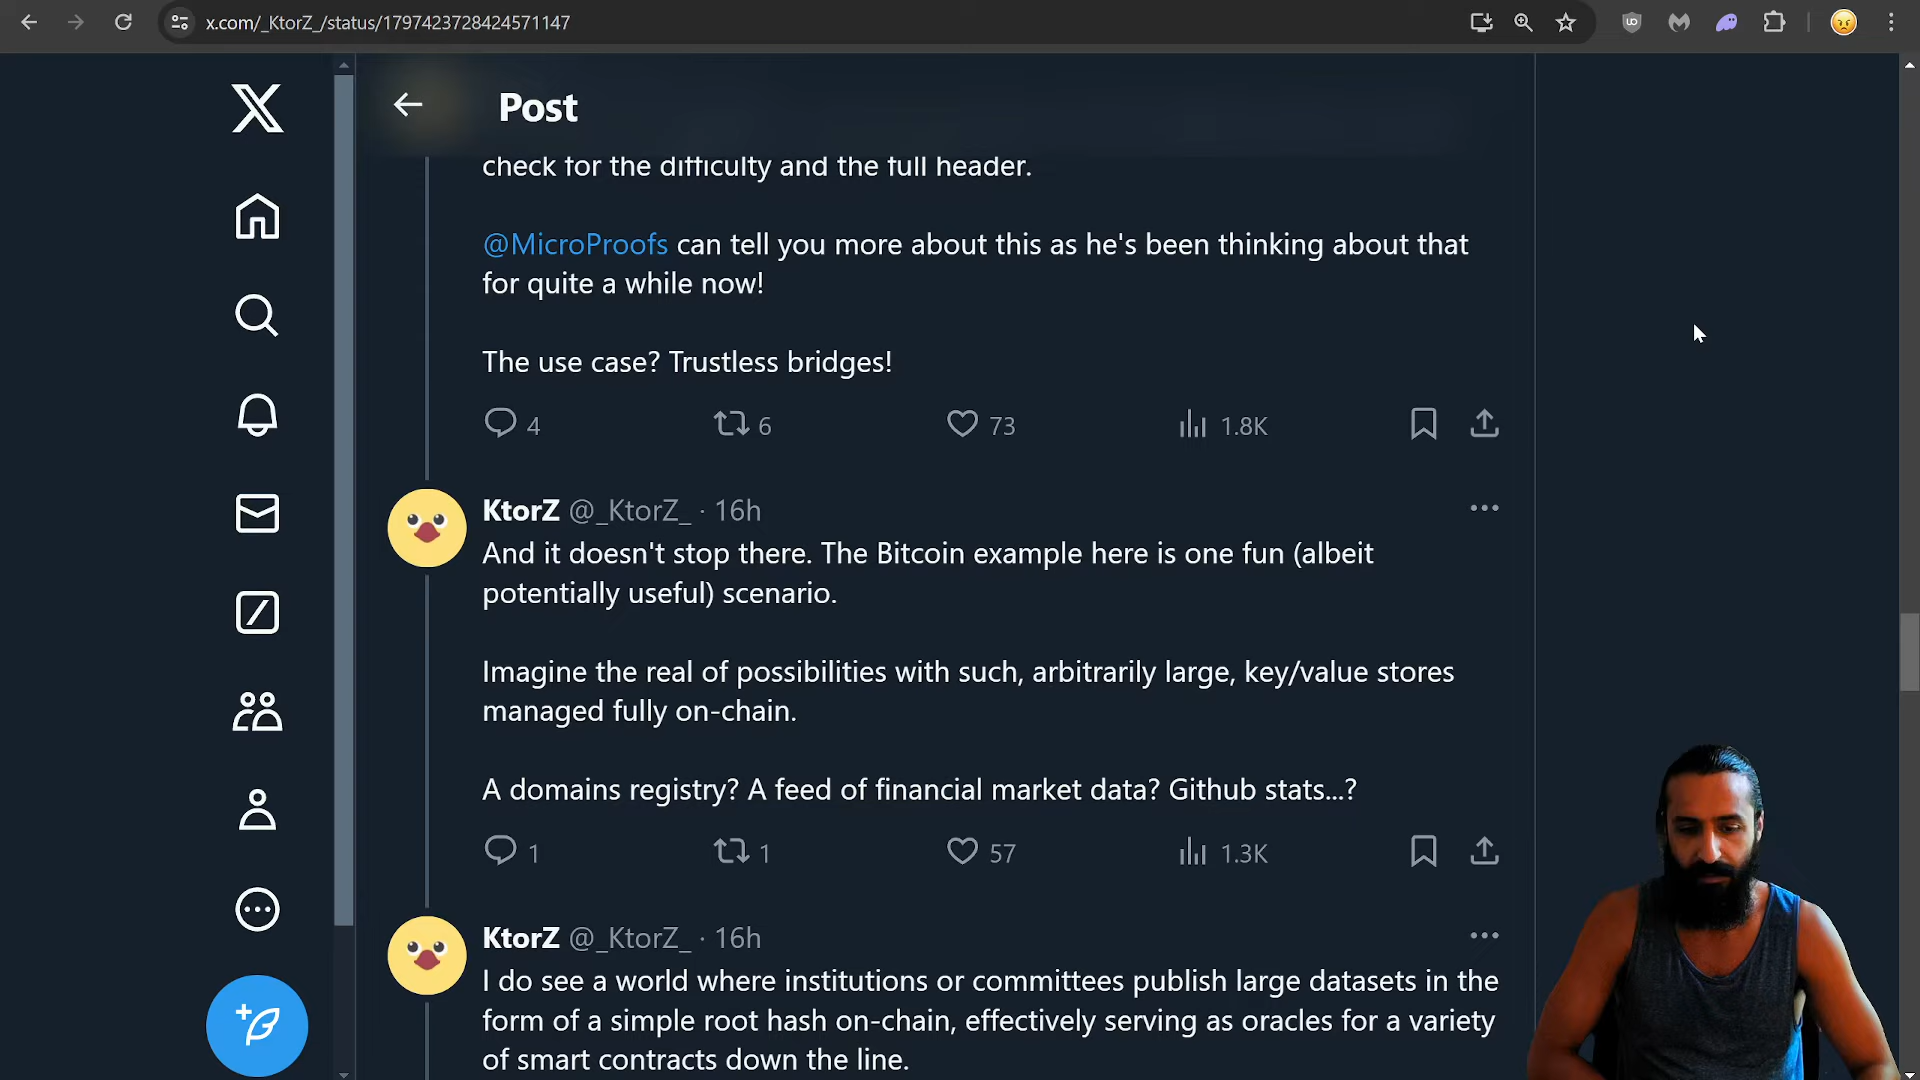 x.com/_KtorZ_/status/1797423728424571147
Post
check for the difficulty and the full header.
@MicroProofs can tell you more about this as he's been thinking about that
for quite a while now!
The use case? Trustless bridges!
4 6 73 1.8K
KtorZ @_KtorZ_ · 16h
And it doesn't stop there. The Bitcoin example here is one fun (albeit
potentially useful) scenario.
Imagine the real of possibilities with such, arbitrarily large, key/value stores
managed fully on-chain.
A domains registry? A feed of financial market data? Github stats...?
1 1 57 1.3K
KtorZ @_KtorZ_ · 16h
I do see a world where institutions or committees publish large datasets in the
form of a simple root hash on-chain, effectively serving as oracles for a variety
of smart contracts down the line.